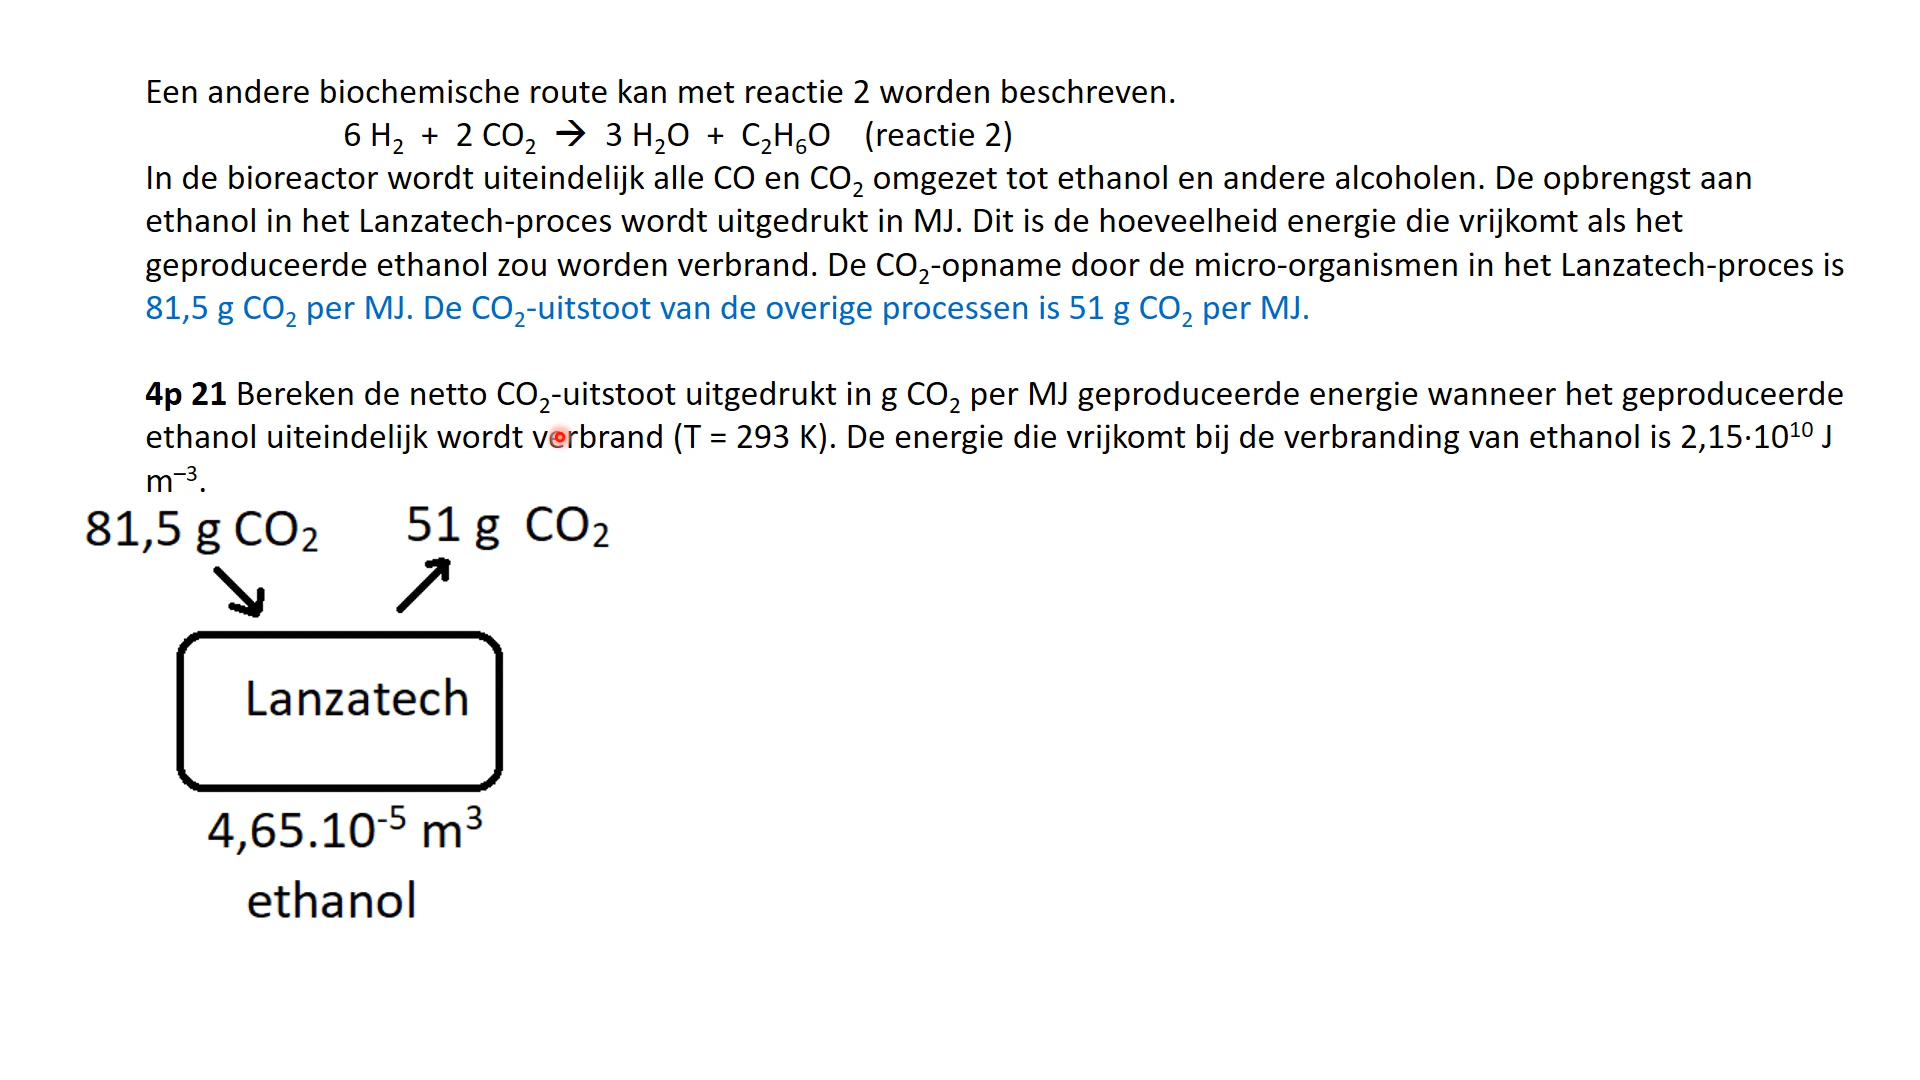 Een andere biochemische route kan met reactie 2 worden beschreven.
6 H₂ + 2 CO₂ → 3 H₂O + C₂H₆O (reactie 2)
In de bioreactor wordt uiteindelijk alle CO en CO₂ omgezet tot ethanol en andere alcoholen. De opbrengst aan
ethanol in het Lanzatech-proces wordt uitgedrukt in MJ. Dit is de hoeveelheid energie die vrijkomt als het
geproduceerde ethanol zou worden verbrand. De CO₂-opname door de micro-organismen in het Lanzatech-proces is
81,5 g CO₂ per MJ. De CO₂-uitstoot van de overige processen is 51 g CO₂ per MJ.
4p 21 Bereken de netto CO₂-uitstoot uitgedrukt in g CO₂ per MJ geproduceerde energie wanneer het geproduceerde
ethanol uiteindelijk wordt verbrand (T = 293 K). De energie die vrijkomt bij de verbranding van ethanol is 2,15·10¹⁰ J
m⁻³.
81,5 g CO₂ 51 g CO₂
Lanzatech
4,65.10⁻⁵ m³
ethanol